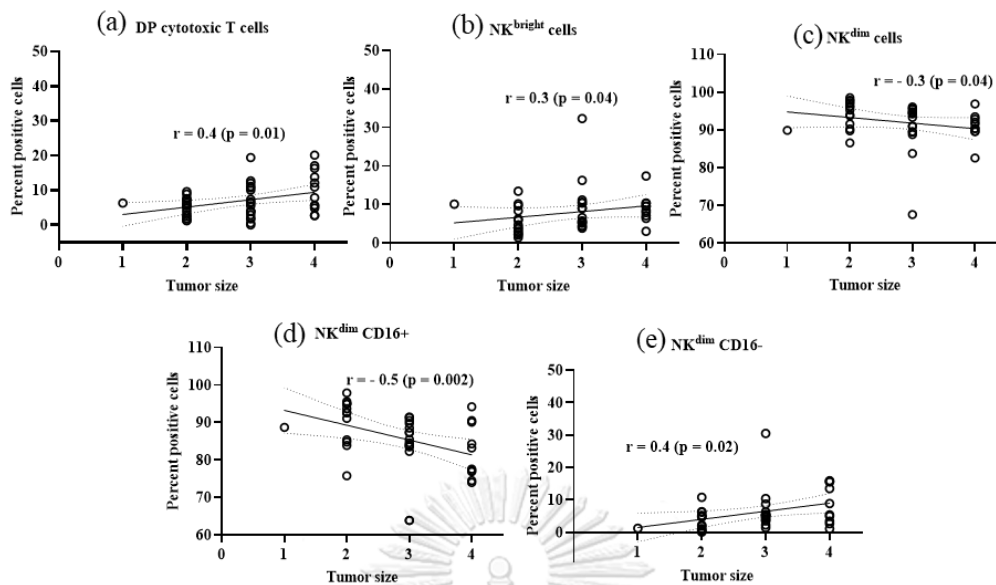 (a) DP cytotoxic T cells
Percent positive cells
50
40
30
20
10
0
r = 0.4 (p = 0.01)
0 1 2 3 4
Tumor size
(b) NKbright cells
Percent positive cells
50
40
30
20
10
0
r = 0.3 (p = 0.04)
0 1 2 3 4
Tumor size
(c) NKdim cells
Percent positive cells
110
100
90
80
70
60
r = - 0.3 (p = 0.04)
0 1 2 3 4
Tumor size
(d) NKdim CD16+
Percent positive cells
110
100
90
80
70
60
r = - 0.5 (p = 0.002)
0 1 2 3 4
Tumor size
(e) NKdim CD16-
Percent positive cells
50
40
30
20
10
0
r = 0.4 (p = 0.02)
0 1 2 3 4
Tumor size